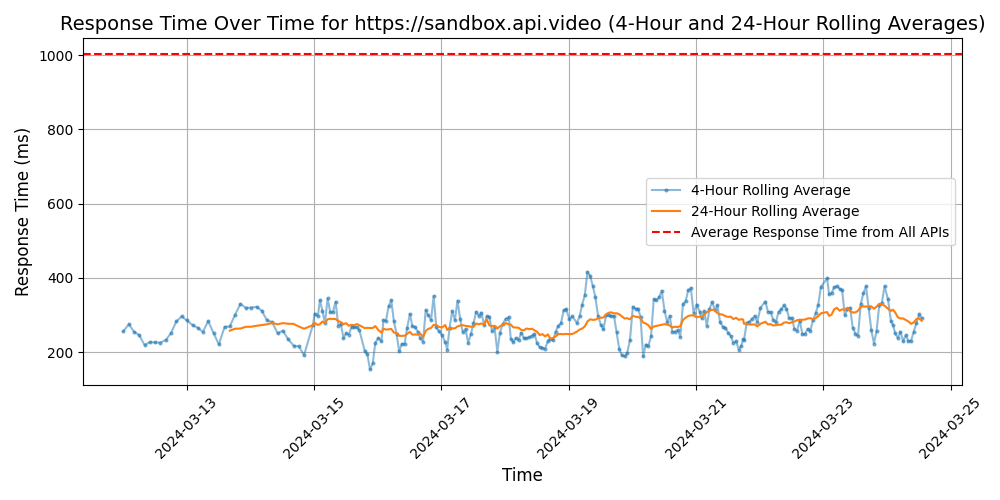 Response Time Over Time for https://sandbox.api.video (4-Hour and 24-Hour Rolling Averages)
Response Time (ms)
1000
800
600
400
200
4-Hour Rolling Average
24-Hour Rolling Average
Average Response Time from All APIs
2024-03-13
2024-03-15
2024-03-17
2024-03-19
2024-03-21
2024-03-23
2024-03-25
Time